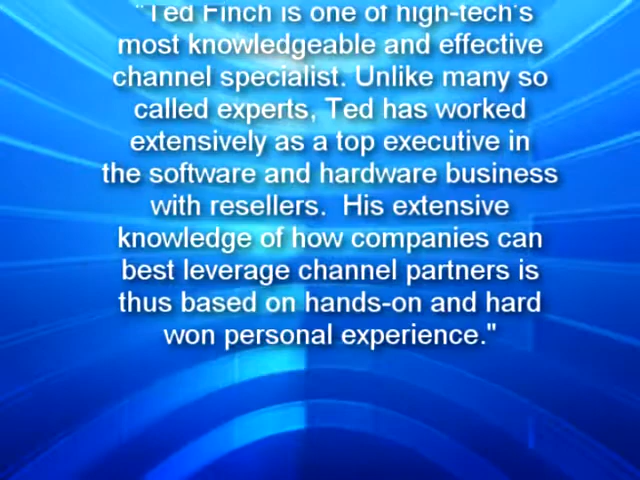 "Ted Finch is one of high-tech's
most knowledgeable and effective
channel specialist. Unlike many so
called experts, Ted has worked
extensively as a top executive in
the software and hardware business
with resellers.  His extensive
knowledge of how companies can
best leverage channel partners is
thus based on hands-on and hard
won personal experience."